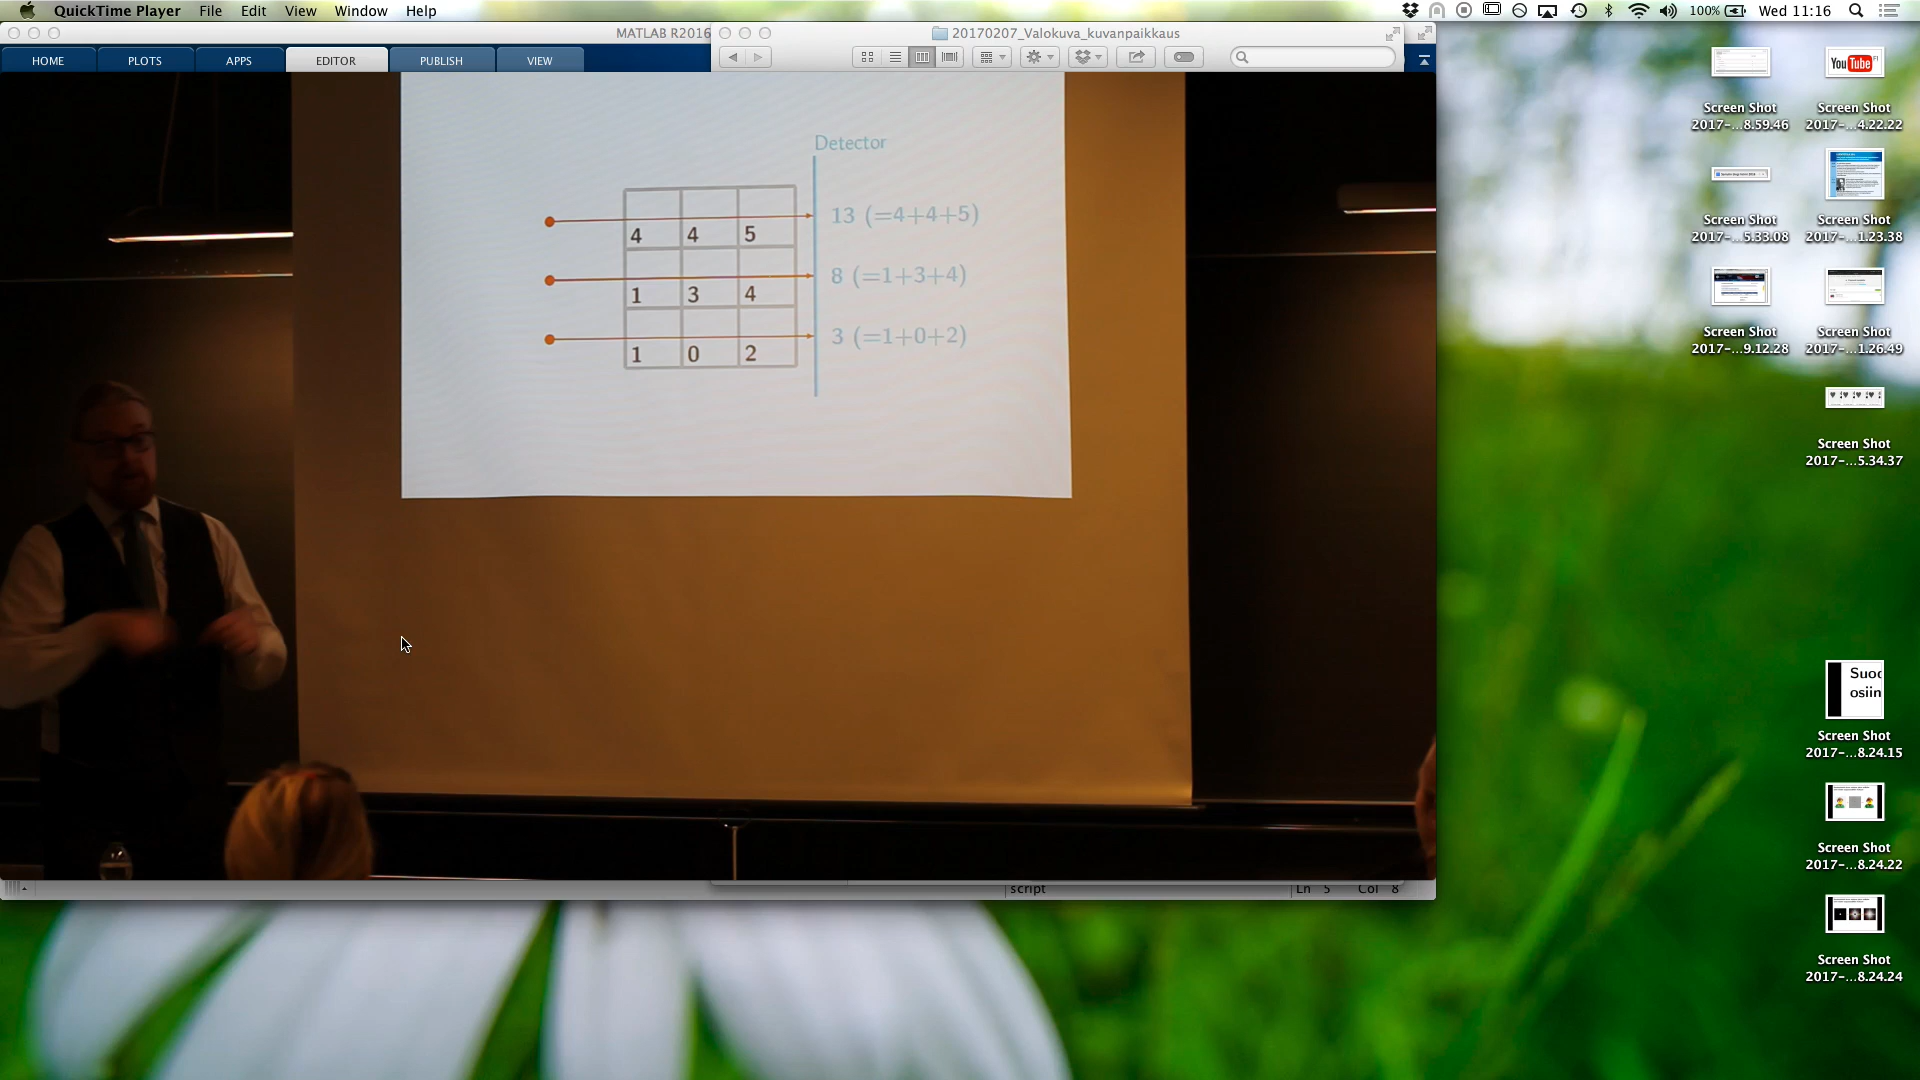 QuickTime Player File Edit View Window Help
100% Wed 11:16
MATLAB R2016
20170207_Valokuva_kuvanpaikkaus
HOME PLOTS APPS EDITOR PUBLISH VIEW
Detector
4 4 5
13 (=4+4+5)
1 3 4
8 (=1+3+4)
1 0 2
3 (=1+0+2)
script
Ln 5 Col 8
You Tube
Screen Shot
2017-...8.59.46
Screen Shot
2017-...4.22.22
Screen Shot
2017-...5.33.08
Screen Shot
2017-...1.23.38
Screen Shot
2017-...9.12.28
Screen Shot
2017-...1.26.49
Screen Shot
2017-...5.34.37
Suod
osiin
Screen Shot
2017-...8.24.15
Screen Shot
2017-...8.24.22
Screen Shot
2017-...8.24.24